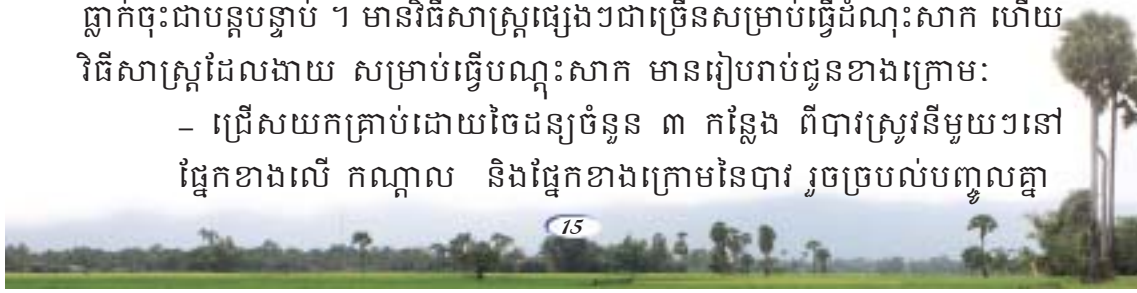 ធ្លាក់ចុះជាបន្តបន្ទាប់ ។ មានវិធីសាស្ត្រផ្សេងៗជាច្រើនសម្រាប់ធ្វើដំណុះសាក ហើយ
វិធីសាស្ត្រដែលងាយ សម្រាប់ធ្វើបណ្តុះសាក មានរៀបរាប់ជូនខាងក្រោមៈ
– ជ្រើសយកគ្រាប់ដោយចៃដន្យចំនួន ៣ កន្លែង ពីបាវស្រូវនីមួយៗនៅ
ផ្នែកខាងលើ កណ្តាល និងផ្នែកខាងក្រោមនៃបាវ រួចច្របល់បញ្ចូលគ្នា
15